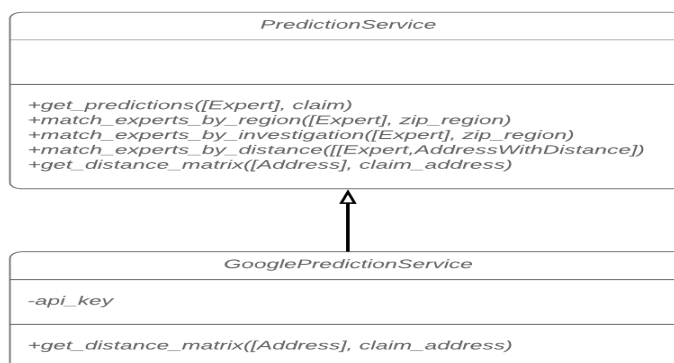 PredictionService
+get_predictions([Expert], claim)
+match_experts_by_region([Expert], zip_region)
+match_experts_by_investigation([Expert], zip_region)
+match_experts_by_distance([[Expert,AddressWithDistance])
+get_distance_matrix([Address], claim_address)
GooglePredictionService
-api_key
+get_distance_matrix([Address], claim_address)